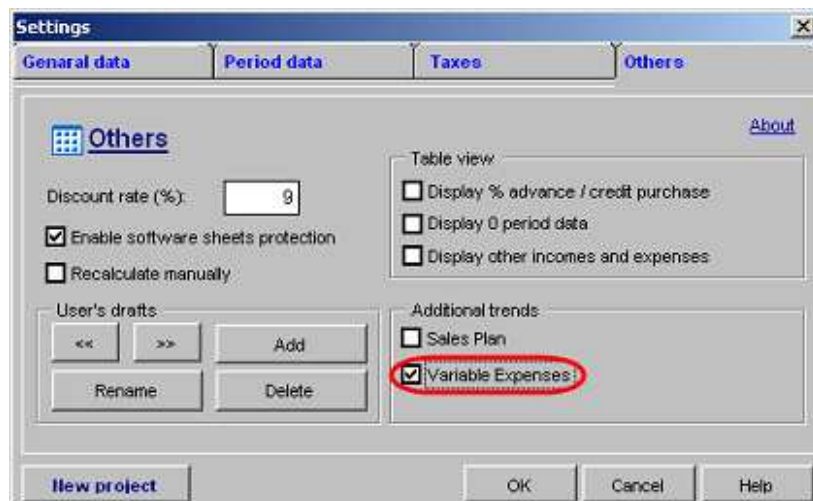 Settings
Genaral data
Period data
Taxes
Others
About
Others
Discount rate (%):
9
Enable software sheets protection
Recalculate manually
Table view
Display % advance / credit purchase
Display 0 period data
Display other incomes and expenses
User's drafts
<<
>>
Add
Rename
Delete
Additional trends
Sales Plan
Variable Expenses
New project
OK
Cancel
Help